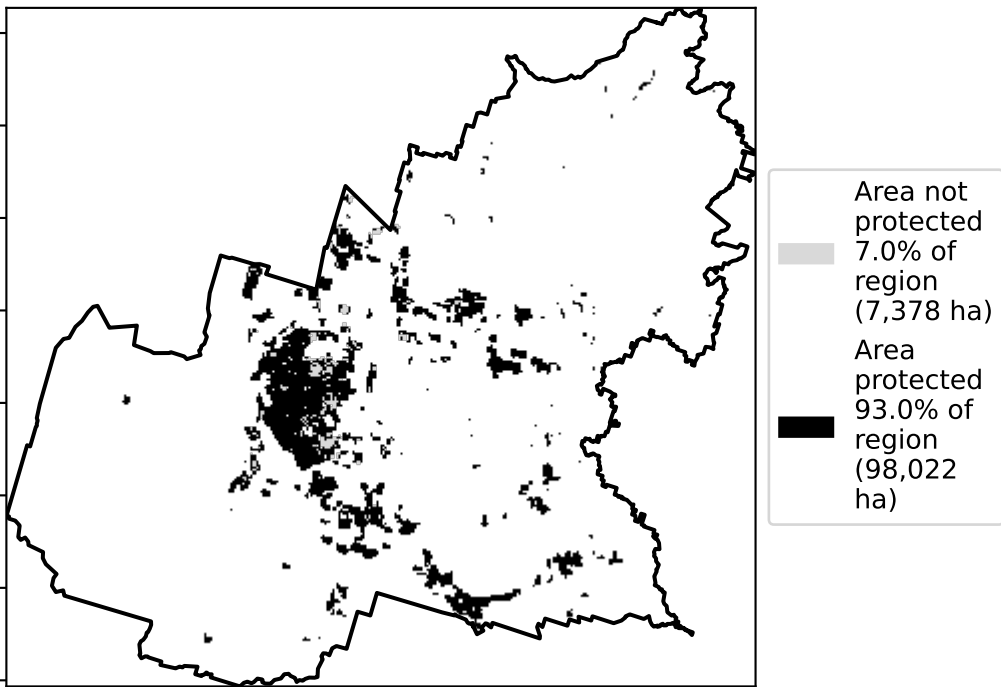 Area not
protected
7.0% of
region
(7,378 ha)
Area
protected
93.0% of
region
(98,022
ha)